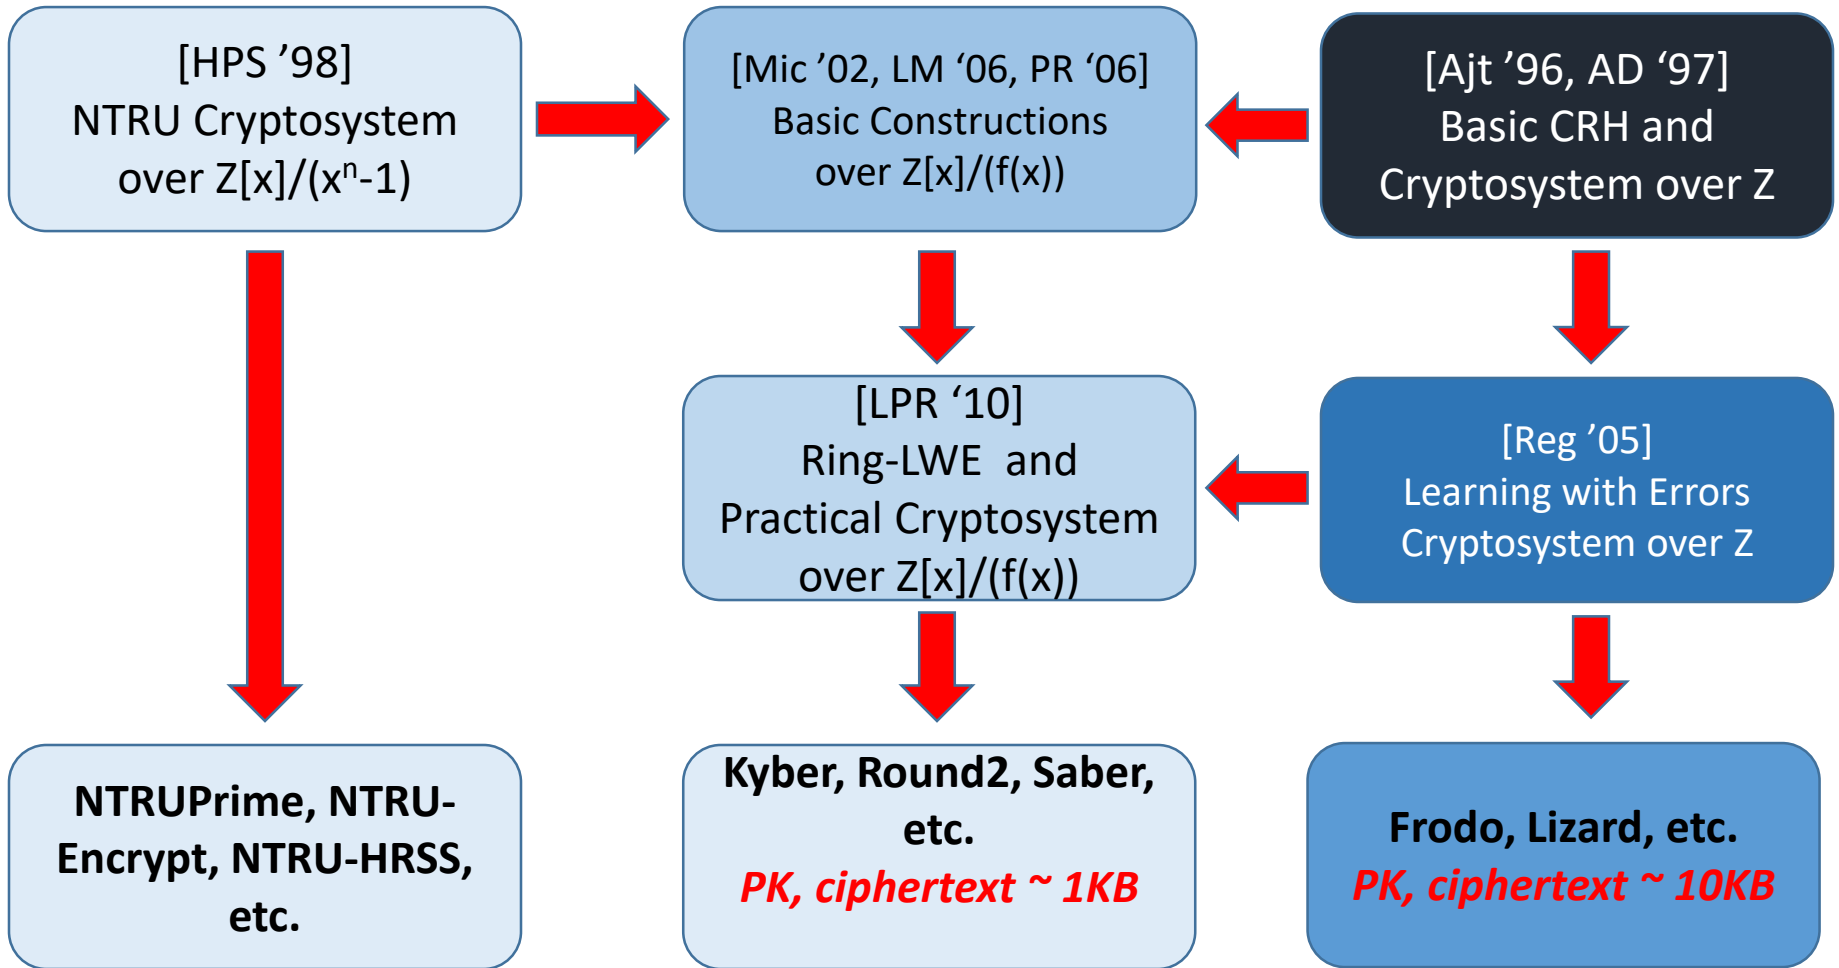 [HPS ’98]
NTRU Cryptosystem
over Z[x]/(xⁿ-1)
[Mic ’02, LM ‘06, PR ‘06]
Basic Constructions
over Z[x]/(f(x))
[Ajt ’96, AD ‘97]
Basic CRH and
Cryptosystem over Z
[LPR ‘10]
Ring-LWE and
Practical Cryptosystem
over Z[x]/(f(x))
[Reg ’05]
Learning with Errors
Cryptosystem over Z
NTRUPrime, NTRU-
Encrypt, NTRU-HRSS,
etc.
Kyber, Round2, Saber,
etc.
PK, ciphertext ~ 1KB
Frodo, Lizard, etc.
PK, ciphertext ~ 10KB